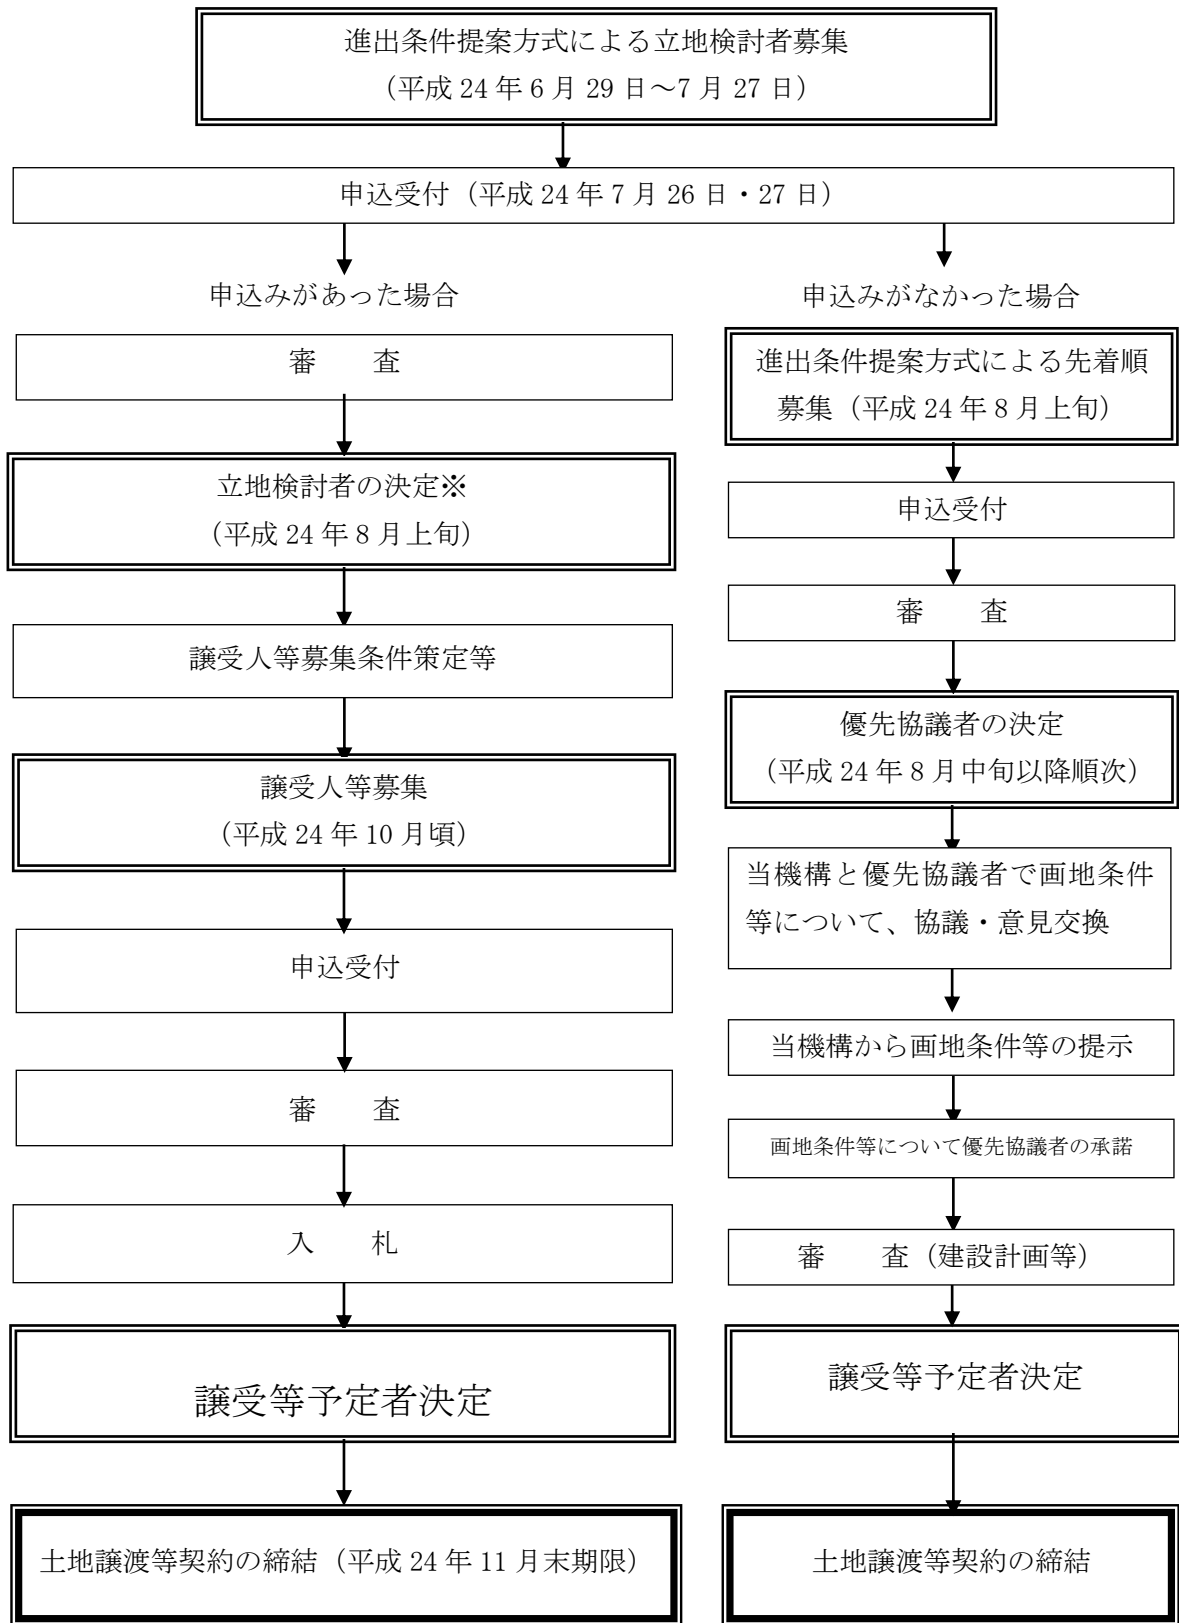 進出条件提案方式による立地検討者募集
（平成 24 年 6 月 29 日～7 月 27 日）
申込受付（平成 24 年 7 月 26 日・27 日）
申込みがあった場合
審　　査
立地検討者の決定※
（平成 24 年 8 月上旬）
譲受人等募集条件策定等
譲受人等募集
（平成 24 年 10 月頃）
申込受付
審　　査
入　　札
譲受等予定者決定
土地譲渡等契約の締結（平成 24 年 11 月末期限）
申込みがなかった場合
進出条件提案方式による先着順
募集（平成 24 年 8 月上旬）
申込受付
審　　査
優先協議者の決定
（平成 24 年 8 月中旬以降順次）
当機構と優先協議者で画地条件
等について、協議・意見交換
当機構から画地条件等の提示
画地条件等について優先協議者の承諾
審　　査（建設計画等）
譲受等予定者決定
土地譲渡等契約の締結